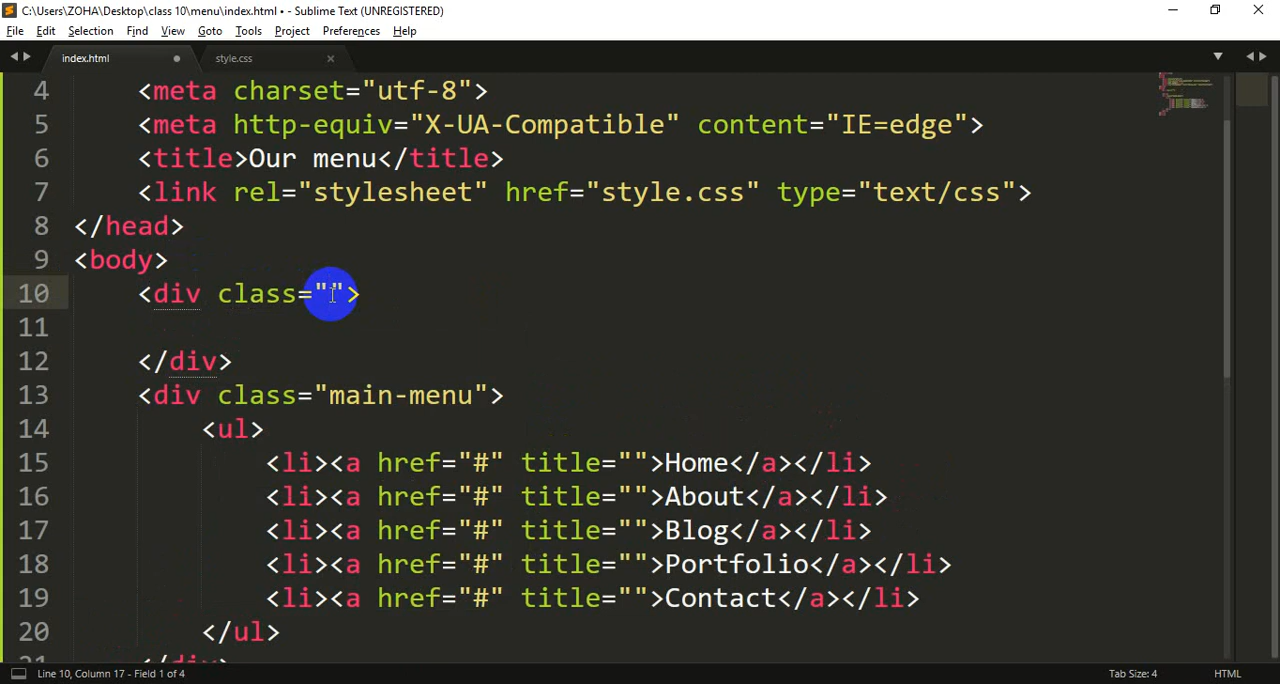 C:\Users\ZOHA\Desktop\class 10\menu\index.html • - Sublime Text (UNREGISTERED)
File Edit Selection Find View Goto Tools Project Preferences Help
index.html style.css
4 <meta charset="utf-8">
5 <meta http-equiv="X-UA-Compatible" content="IE=edge">
6 <title>Our menu</title>
7 <link rel="stylesheet" href="style.css" type="text/css">
8 </head>
9 <body>
10 <div class="">
11
12 </div>
13 <div class="main-menu">
14 <ul>
15 <li><a href="#" title="">Home</a></li>
16 <li><a href="#" title="">About</a></li>
17 <li><a href="#" title="">Blog</a></li>
18 <li><a href="#" title="">Portfolio</a></li>
19 <li><a href="#" title="">Contact</a></li>
20 </ul>
21 </div>
Line 10, Column 17 - Field 1 of 4 Tab Size: 4 HTML